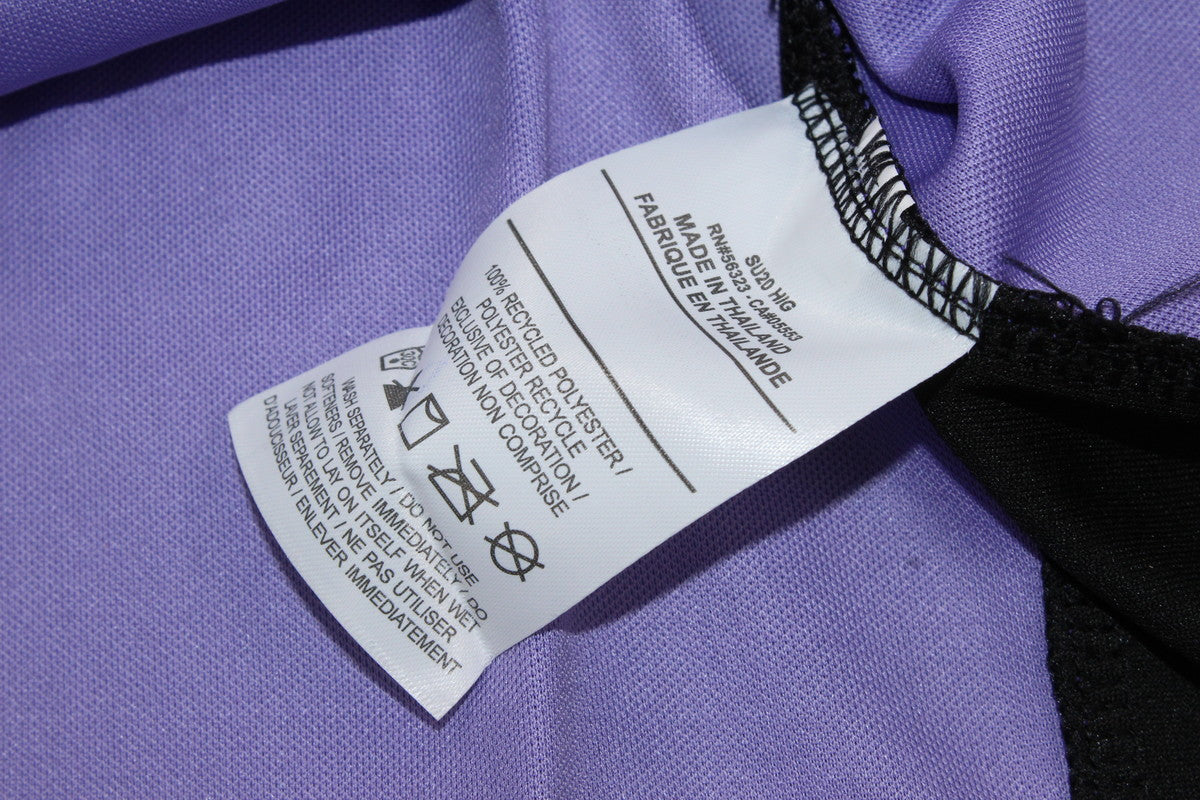 SU20 HIG
RN#56323 . CA#05553
MADE IN THAILAND
FABRIQUE EN THAILANDE
100% RECYCLED POLYESTER /
POLYESTER RECYCLE
EXCLUSIVE OF DECORATION /
DECORATION NON COMPRISE
WASH SEPARATELY / DO NOT USE
SOFTENERS / REMOVE IMMEDIATELY / DO
NOT ALLOW TO LAY ON ITSELF WHEN WET
LAVER SEPAREMENT / NE PAS UTILISER
D'ADOUCISSEUR / ENLEVER IMMEDIATEMENT